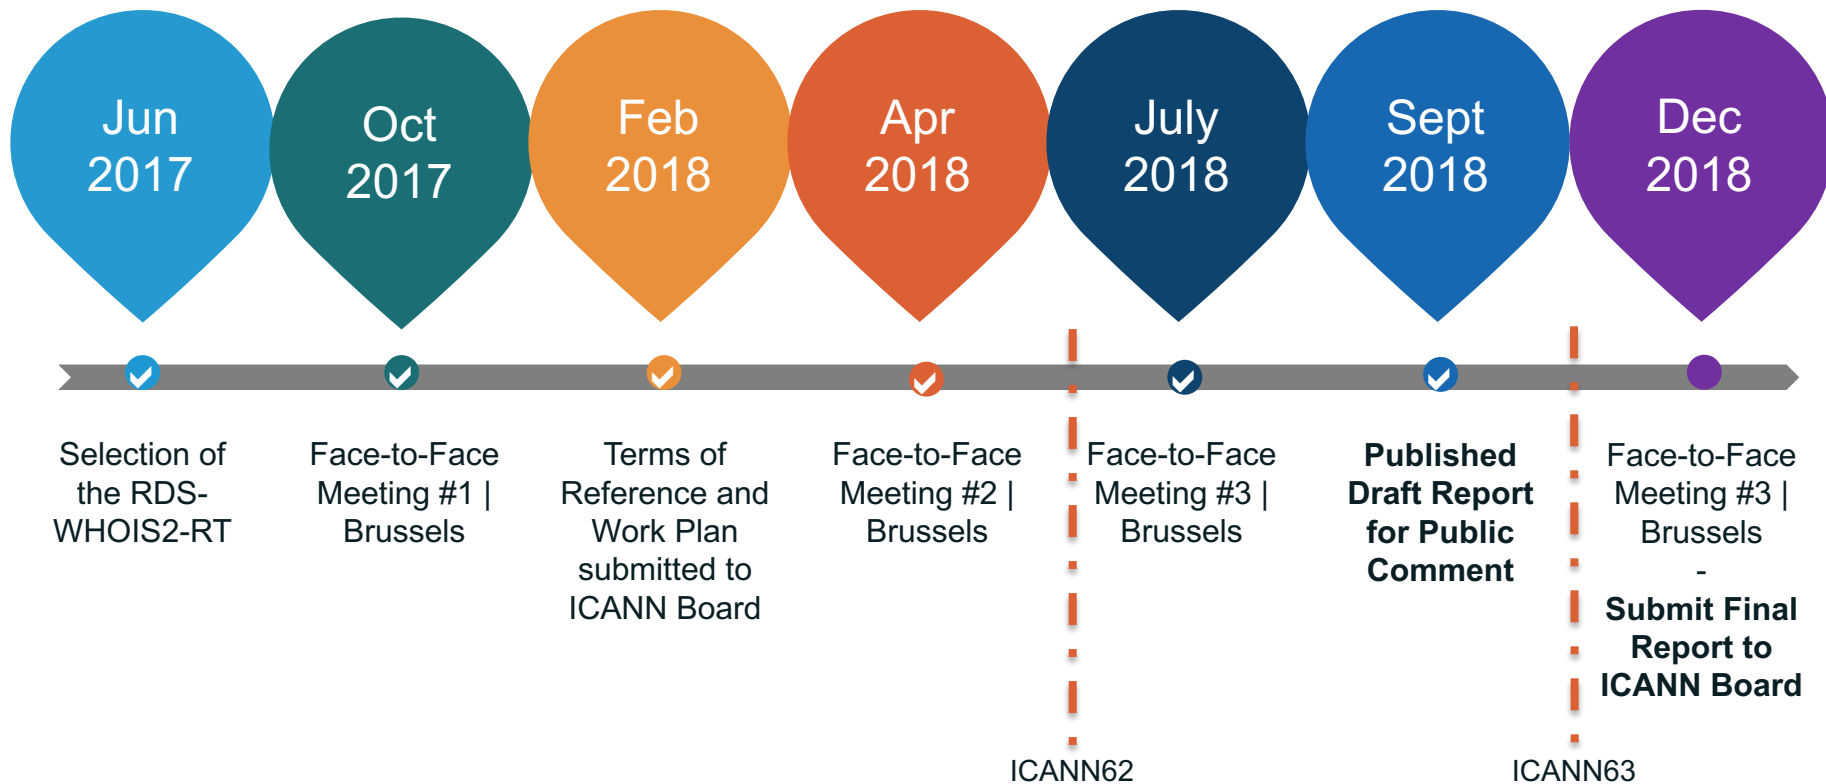 Jun
2017
Oct
2017
Feb
2018
Apr
2018
July
2018
Sept
2018
Dec
2018
Selection of
the RDS-
WHOIS2-RT
Face-to-Face
Meeting #1 |
Brussels
Terms of
Reference and
Work Plan
submitted to
ICANN Board
Face-to-Face
Meeting #2 |
Brussels
Face-to-Face
Meeting #3 |
Brussels
Published
Draft Report
for Public
Comment
Face-to-Face
Meeting #3 |
Brussels
-
Submit Final
Report to
ICANN Board
ICANN62
ICANN63